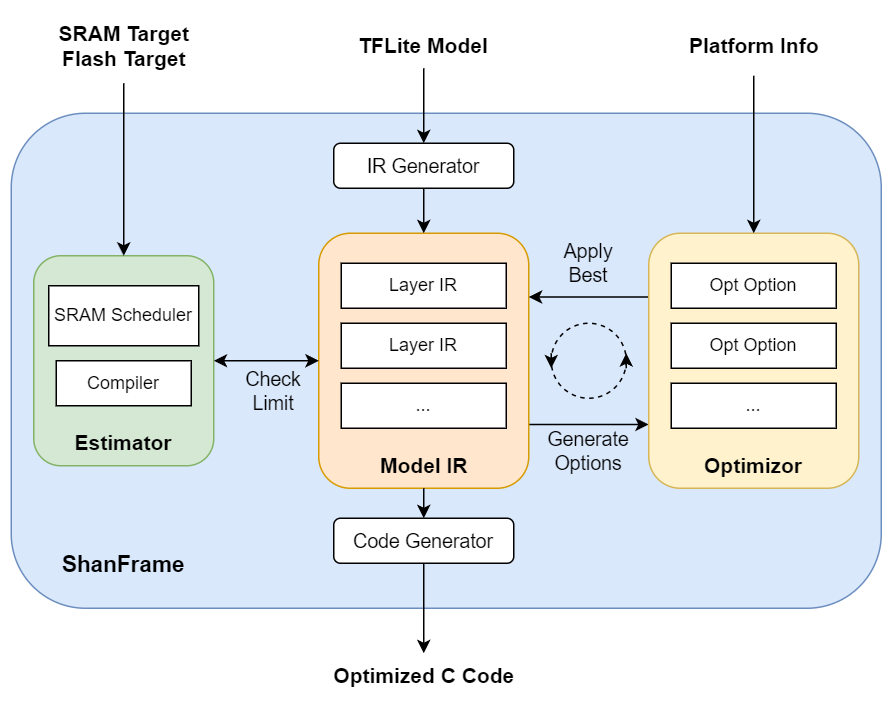 SRAM Target
Flash Target
TFLite Model
Platform Info
IR Generator
SRAM Scheduler
Compiler
Estimator
Check
Limit
Layer IR
Layer IR
...
Model IR
Apply
Best
Generate
Options
Opt Option
Opt Option
...
Optimizor
Code Generator
ShanFrame
Optimized C Code